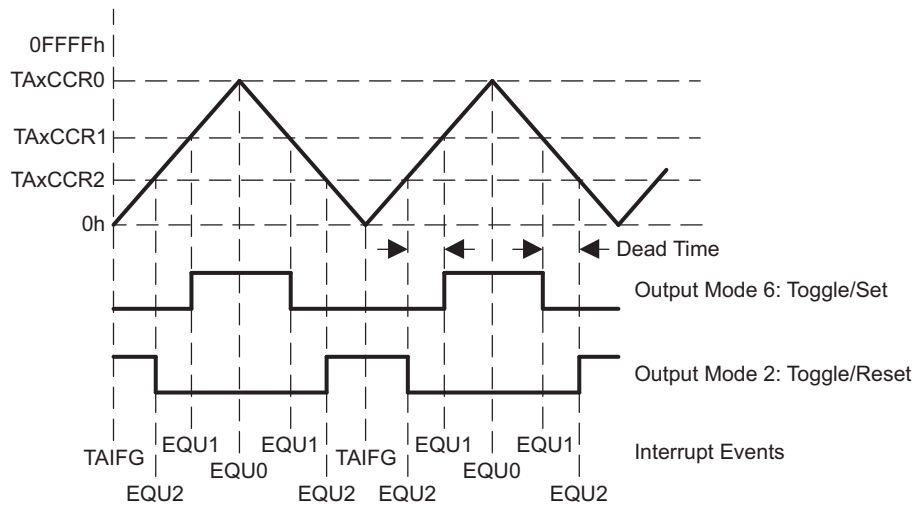 0FFFFh
TAxCCR0
TAxCCR1
TAxCCR2
0h
Dead Time
Output Mode 6: Toggle/Set
Output Mode 2: Toggle/Reset
TAIFG EQU1 EQU1 TAIFG EQU1 EQU1 Interrupt Events
EQU0 EQU0
EQU2 EQU2 EQU2 EQU2